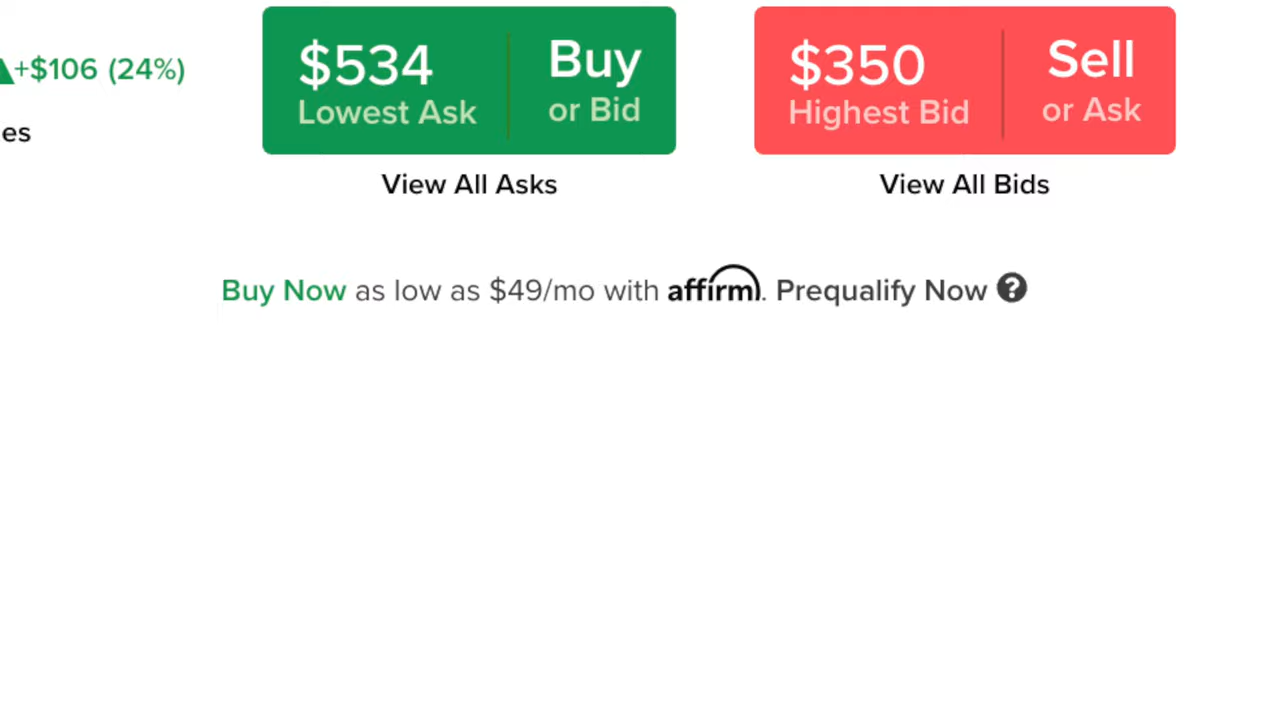 +$106 (24%)
es
$534
Lowest Ask
Buy
or Bid
View All Asks
$350
Highest Bid
Sell
or Ask
View All Bids
Buy Now as low as $49/mo with affirm. Prequalify Now ?